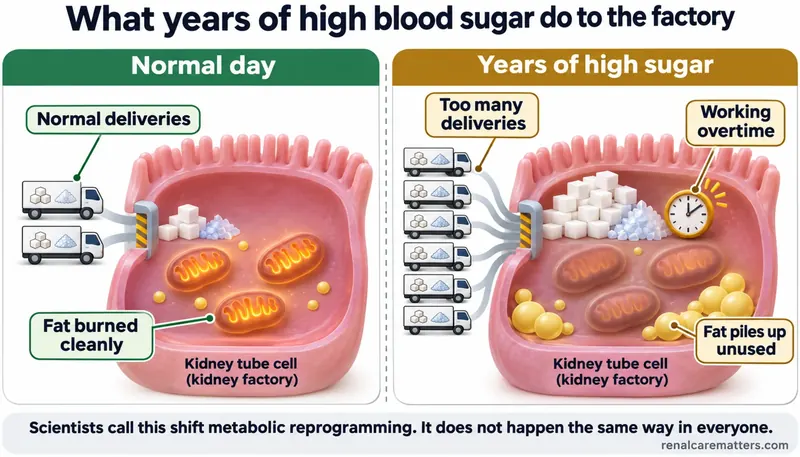 What years of high blood sugar do to the factory
Normal day
Normal deliveries
Fat burned
cleanly
Kidney tube cell
(kidney factory)
Years of high sugar
Too many
deliveries
Working
overtime
Fat piles up
unused
Kidney tube cell
(kidney factory)
Scientists call this shift metabolic reprogramming. It does not happen the same way in everyone.
renalcarematters.com